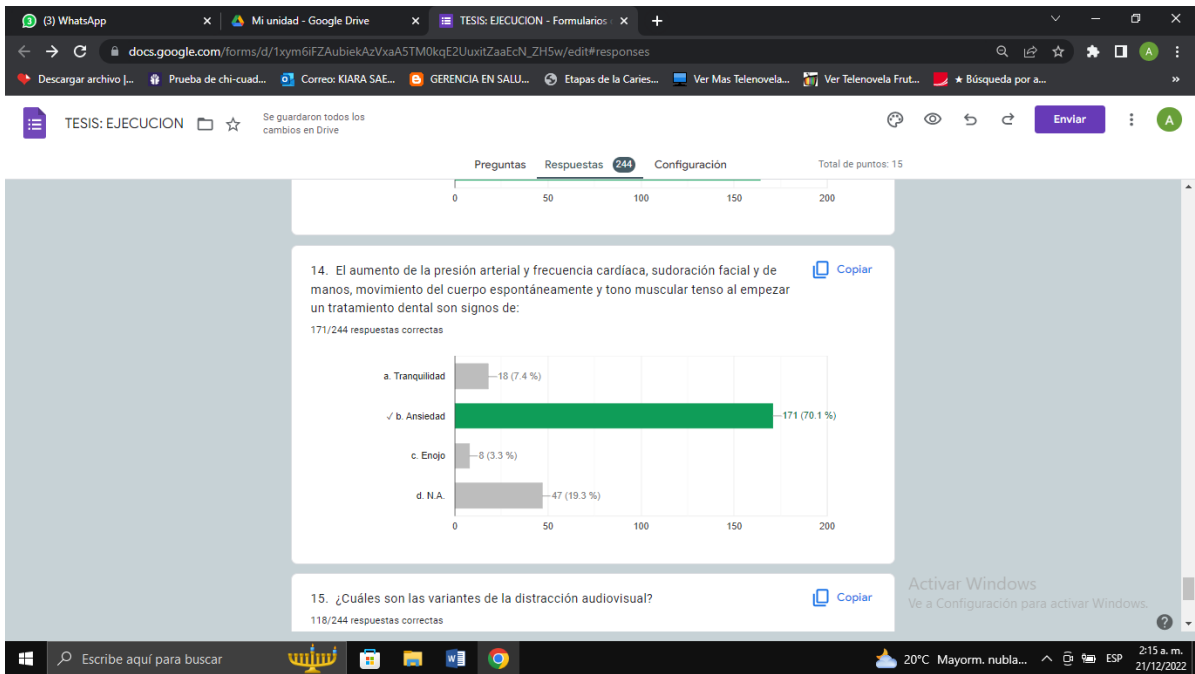 (3) WhatsApp
Mi unidad - Google Drive
TESIS: EJECUCION - Formularios
docs.google.com/forms/d/1xym6iFZAubiekAzVxaA5TM0kqE2UuxitZaaEcN_ZH5w/edit#responses
A
Descargar archivo |...
Prueba de chi-cuad...
Correo: KIARA SAE...
GERENCIA EN SALU...
Etapas de la Caries...
Ver Mas Telenovela...
Ver Telenovela Frut...
★ Búsqueda por a...
»
TESIS: EJECUCION
Se guardaron todos los
cambios en Drive
Enviar
A
Preguntas
Respuestas 244
Configuración
Total de puntos: 15
0 50 100 150 200
14. El aumento de la presión arterial y frecuencia cardíaca, sudoración facial y de
manos, movimiento del cuerpo espontáneamente y tono muscular tenso al empezar
un tratamiento dental son signos de:
Copiar
171/244 respuestas correctas
a. Tranquilidad 18 (7.4 %)
✓ b. Ansiedad 171 (70.1 %)
c. Enojo 8 (3.3 %)
d. N.A. 47 (19.3 %)
0 50 100 150 200
15. ¿Cuáles son las variantes de la distracción audiovisual?
Copiar
118/244 respuestas correctas
Activar Windows
Ve a Configuración para activar Windows.
Escribe aquí para buscar
20°C Mayorm. nubla...
ESP
2:15 a. m.
21/12/2022